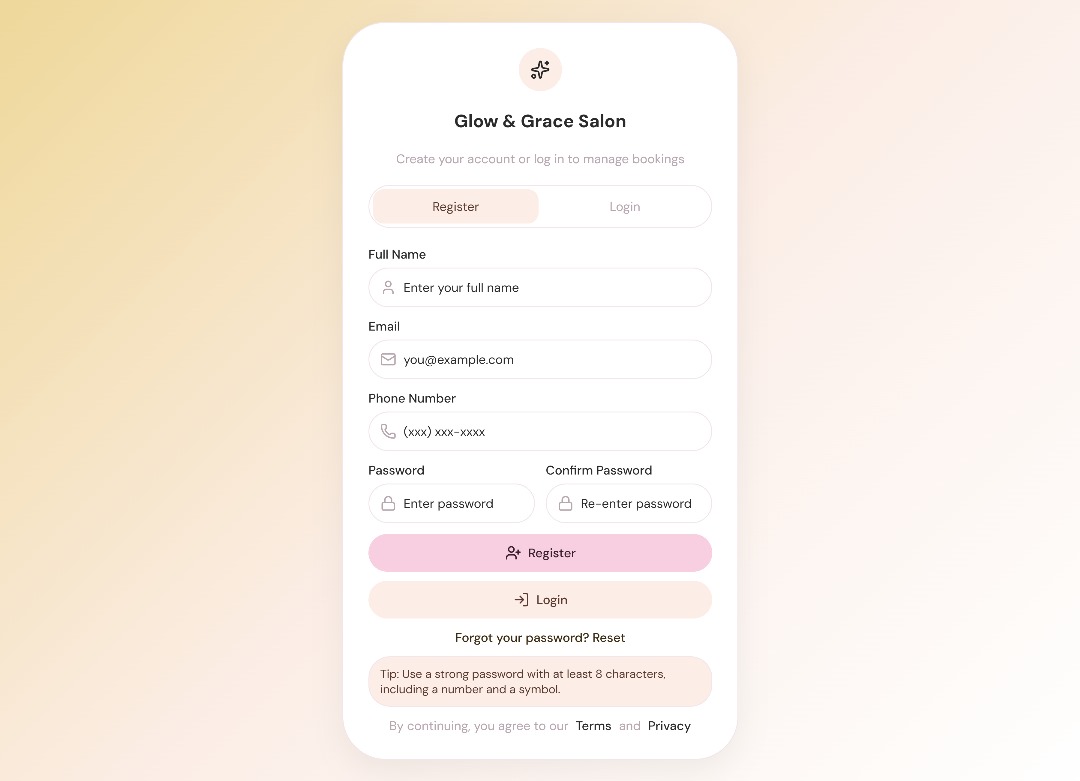 Glow & Grace Salon
Create your account or log in to manage bookings
Register
Login
Full Name
Enter your full name
Email
you@example.com
Phone Number
(xxx) xxx-xxxx
Password
Confirm Password
Enter password
Re-enter password
Register
Login
Forgot your password? Reset
Tip: Use a strong password with at least 8 characters,
including a number and a symbol.
By continuing, you agree to our Terms and Privacy